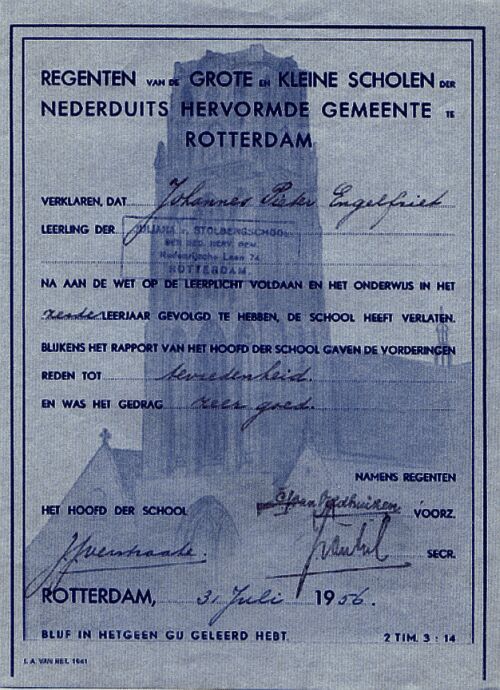 REGENTEN VAN DE GROTE EN KLEINE SCHOLEN DER
NEDERDUITS HERVORMDE GEMEENTE TE
ROTTERDAM
VERKLAREN, DAT Johannes Pieter Engelfriet
LEERLING DER JULIANA v. STOLBERGSCHOOL
DER NED. HERV. GEM.
Laan 74
ROTTERDAM.
NA AAN DE WET OP DE LEERPLICHT VOLDAAN EN HET ONDERWIJS IN HET
zesde LEERJAAR GEVOLGD TE HEBBEN, DE SCHOOL HEEFT VERLATEN.
BLIJKENS HET RAPPORT VAN HET HOOFD DER SCHOOL GAVEN DE VORDERINGEN
REDEN TOT tevredenheid.
EN WAS HET GEDRAG zeer goed.
NAMENS REGENTEN
HET HOOFD DER SCHOOL
VOORZ.
SECR.
ROTTERDAM, 31 Juli 1956.
BLIJF IN HETGEEN GIJ GELEERD HEBT. 2 TIM. 3 : 14